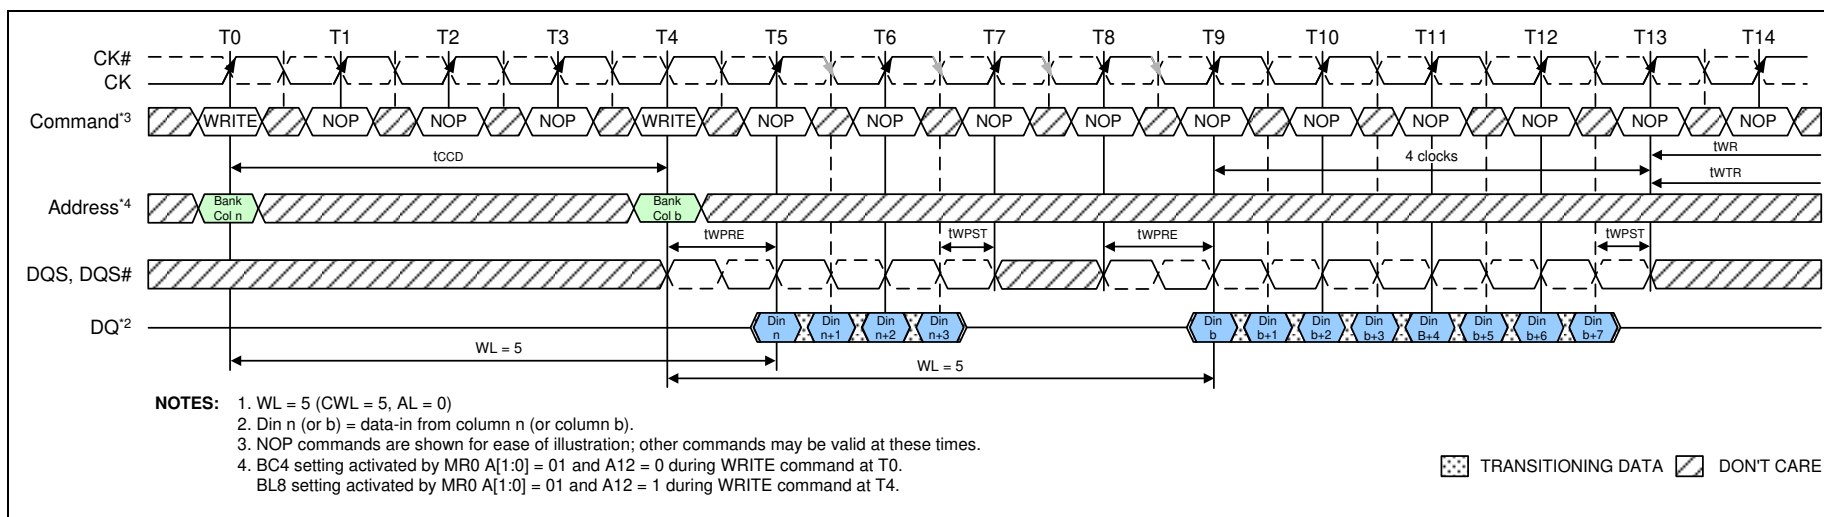 T0 T1 T2 T3 T4 T5 T6 T7 T8 T9 T10 T11 T12 T13 T14
CK#
CK
Command*3 WRITE NOP NOP NOP WRITE NOP NOP NOP NOP NOP NOP NOP NOP NOP NOP
tCCD 4 clocks tWR
tWTR
Address*4 Bank Col n Bank Col b
tWPRE tWPST tWPRE tWPST
DQS, DQS#
DQ*2 Din n Din n+1 Din n+2 Din n+3 Din b Din b+1 Din b+2 Din b+3 Din B+4 Din b+5 Din b+6 Din b+7
WL = 5
WL = 5
NOTES: 1. WL = 5 (CWL = 5, AL = 0)
2. Din n (or b) = data-in from column n (or column b).
3. NOP commands are shown for ease of illustration; other commands may be valid at these times.
4. BC4 setting activated by MR0 A[1:0] = 01 and A12 = 0 during WRITE command at T0.
BL8 setting activated by MR0 A[1:0] = 01 and A12 = 1 during WRITE command at T4.
TRANSITIONING DATA DON'T CARE